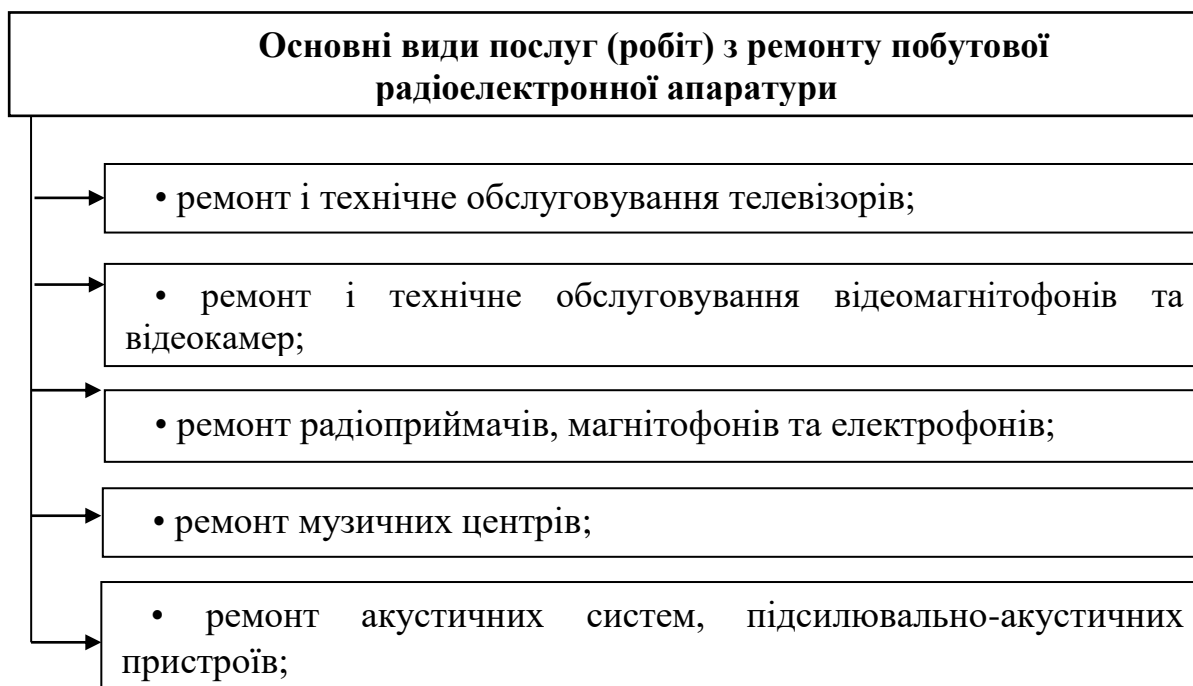 Основні види послуг (робіт) з ремонту побутової
радіоелектронної апаратури
• ремонт і технічне обслуговування телевізорів;
• ремонт і технічне обслуговування відеомагнітофонів та
відеокамер;
• ремонт радіоприймачів, магнітофонів та електрофонів;
• ремонт музичних центрів;
• ремонт акустичних систем, підсилювально-акустичних
пристроїв;